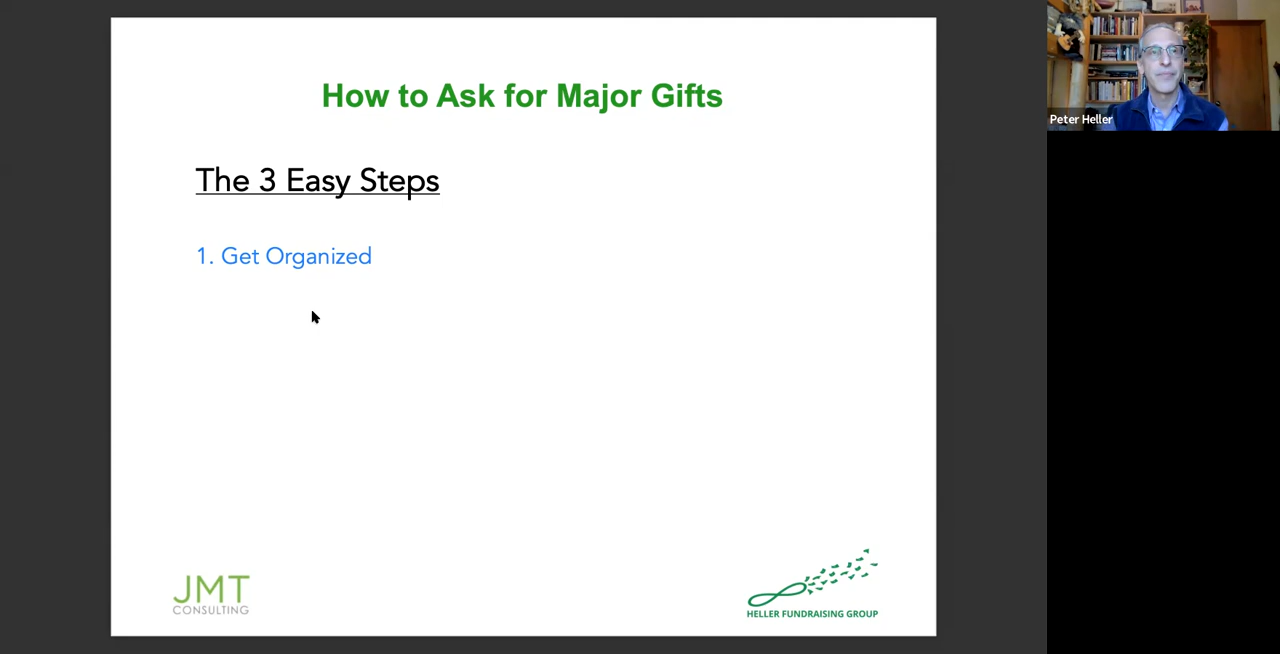 How to Ask for Major Gifts
Peter Heller
The 3 Easy Steps
1. Get Organized
JMT
CONSULTING
HELLER FUNDRAISING GROUP